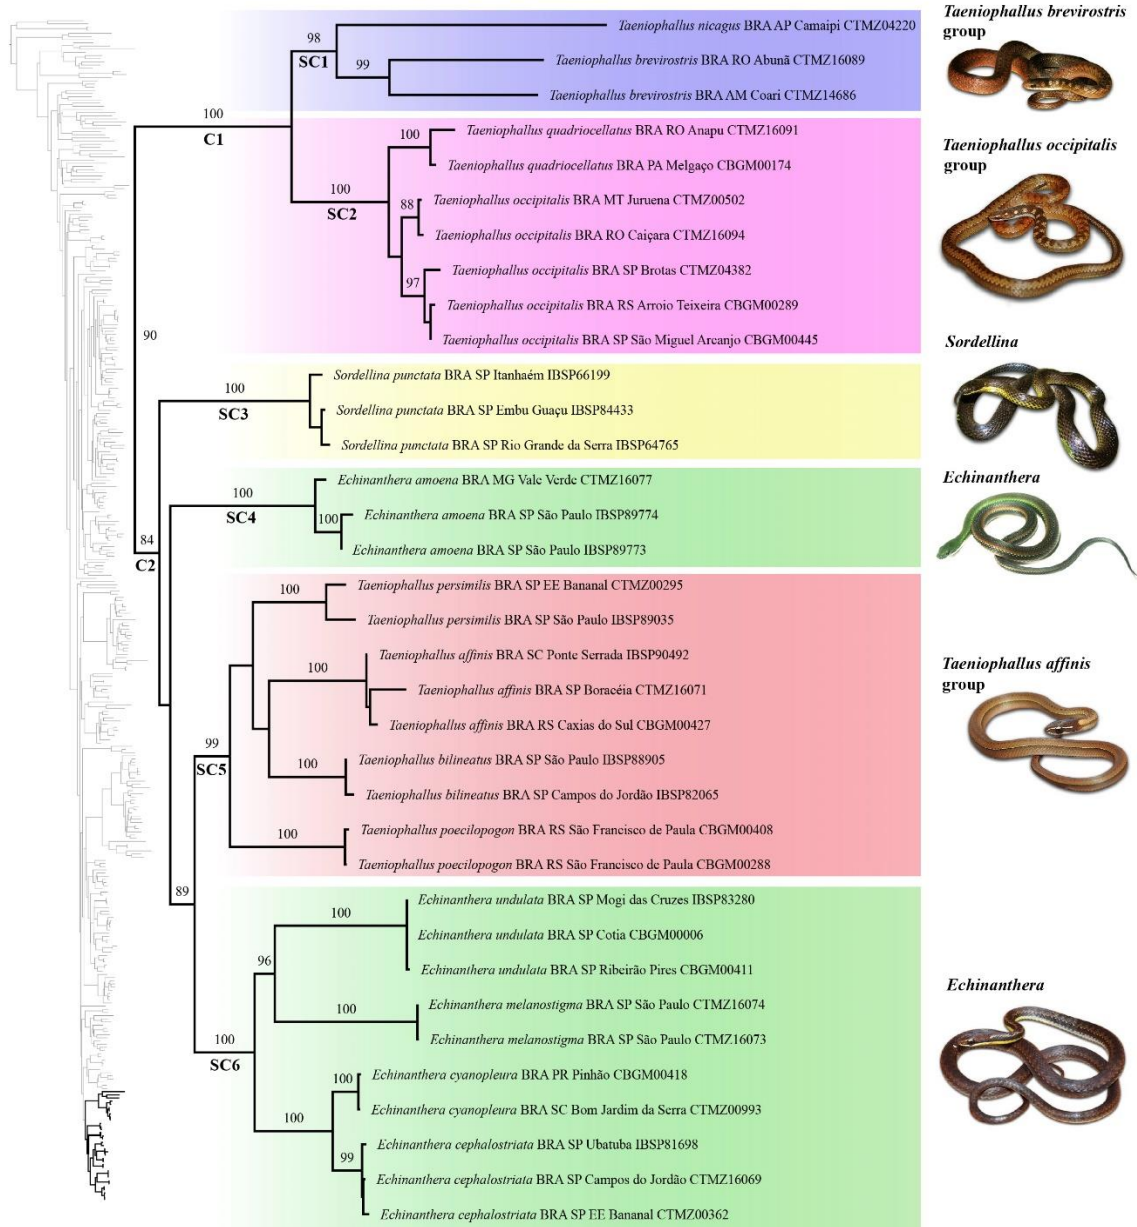 Taeniophallus nicagus BRA AP Camaipi CTMZ04220
98
SC1
Taeniophallus brevirostris BRA RO Abunã CTMZ16089
99
Taeniophallus brevirostris BRA AM Coari CTMZ14686
Taeniophallus brevirostris
group
100
C1
Taeniophallus quadriocellatus BRA RO Anapu CTMZ16091
100
Taeniophallus quadriocellatus BRA PA Melgaço CBGM00174
100
SC2
Taeniophallus occipitalis BRA MT Juruena CTMZ00502
88
Taeniophallus occipitalis BRA RO Caiçara CTMZ16094
Taeniophallus occipitalis BRA SP Brotas CTMZ04382
97
Taeniophallus occipitalis BRA RS Arroio Teixeira CBGM00289
Taeniophallus occipitalis BRA SP São Miguel Arcanjo CBGM00445
Taeniophallus occipitalis
group
90
Sordellina punctata BRA SP Itanhaém IBSP66199
100
SC3
Sordellina punctata BRA SP Embu Guaçu IBSP84433
Sordellina punctata BRA SP Rio Grande da Serra IBSP64765
Sordellina
Echinanthera amoena BRA MG Vale Verde CTMZ16077
100
SC4
Echinanthera amoena BRA SP São Paulo IBSP89774
100
Echinanthera amoena BRA SP São Paulo IBSP89773
Echinanthera
84
C2
Taeniophallus persimilis BRA SP EE Bananal CTMZ00295
100
Taeniophallus persimilis BRA SP São Paulo IBSP89035
Taeniophallus affinis BRA SC Ponte Serrada IBSP90492
100
Taeniophallus affinis BRA SP Boracéia CTMZ16071
Taeniophallus affinis BRA RS Caxias do Sul CBGM00427
99
SC5
Taeniophallus bilineatus BRA SP São Paulo IBSP88905
100
Taeniophallus bilineatus BRA SP Campos do Jordão IBSP82065
Taeniophallus poecilopogon BRA RS São Francisco de Paula CBGM00408
100
Taeniophallus poecilopogon BRA RS São Francisco de Paula CBGM00288
Taeniophallus affinis
group
89
Echinanthera undulata BRA SP Mogi das Cruzes IBSP83280
100
Echinanthera undulata BRA SP Cotia CBGM00006
Echinanthera undulata BRA SP Ribeirão Pires CBGM00411
96
Echinanthera melanostigma BRA SP São Paulo CTMZ16074
100
Echinanthera melanostigma BRA SP São Paulo CTMZ16073
100
SC6
Echinanthera cyanopleura BRA PR Pinhão CBGM00418
100
Echinanthera cyanopleura BRA SC Bom Jardim da Serra CTMZ00993
100
Echinanthera cephalostriata BRA SP Ubatuba IBSP81698
99
Echinanthera cephalostriata BRA SP Campos do Jordão CTMZ16069
Echinanthera cephalostriata BRA SP EE Bananal CTMZ00362
Echinanthera